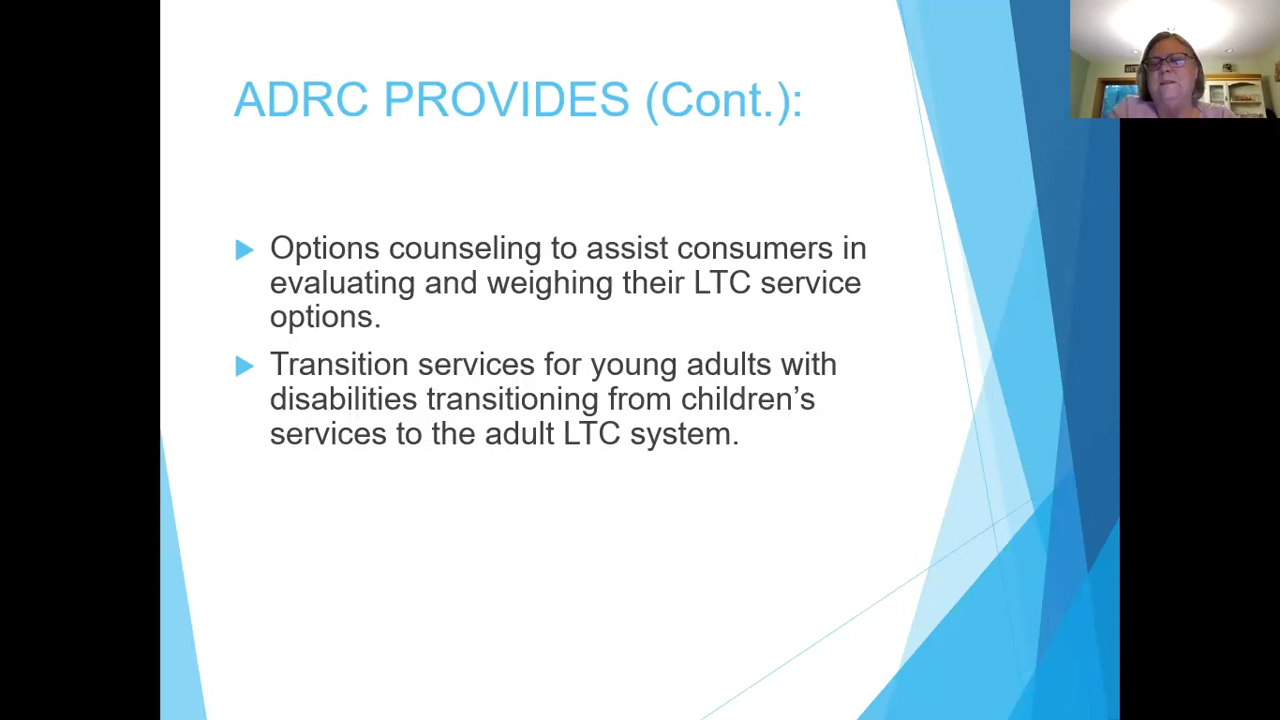 ADRC PROVIDES (Cont.):
Options counseling to assist consumers in
evaluating and weighing their LTC service
options.
Transition services for young adults with
disabilities transitioning from children’s
services to the adult LTC system.